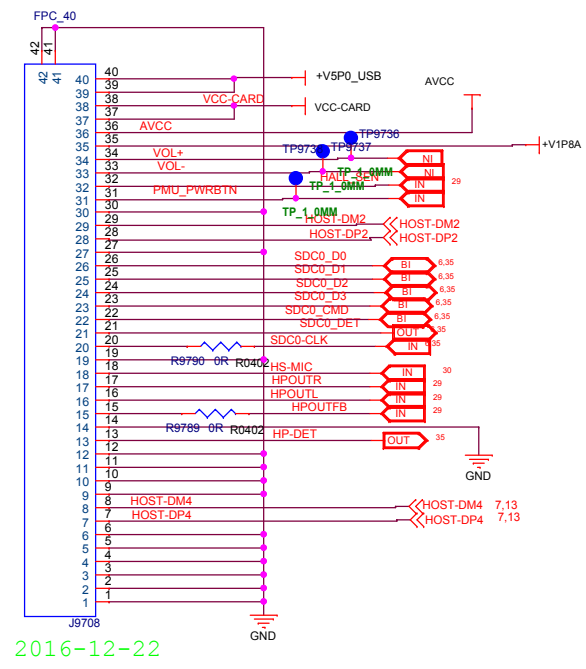 FPC_40
42
41
42
41
40 40 +V5P0_USB
39 39
38 38 VCC-CARD VCC-CARD
37 37
36 36 AVCC AVCC
35 35 TP9736 +V1P8A
34 34 VOL+ TP9737 NI
33 33 VOL- TP_1_0MM NI
32 32 HALL_SEN IN 29
31 31 PMU_PWRBTN TP_1_0MM IN
30 30 TP_1_0MM
29 29 HOST-DM2 HOST-DM2
28 28 HOST-DP2 HOST-DP2
27 27
26 26 SDC0_D0 BI 6,35
25 25 SDC0_D1 BI 6,35
24 24 SDC0_D2 BI 6,35
23 23 SDC0_D3 BI 6,35
22 22 SDC0_CMD BI 6,35
21 21 SDC0_DET OUT
20 20 SDC0-CLK IN 6,35
R9790 0R R0402
19 19
18 18 HS-MIC IN 30
17 17 HPOUTR IN 29
16 16 HPOUTL IN 29
15 15 HPOUTFB IN 29
R9789 0R R0402
14 14
13 13 HP-DET OUT 35
12 12
11 11
GND
10 10
9 9
8 8 HOST-DM4 HOST-DM4 7,13
7 7 HOST-DP4 HOST-DP4 7,13
6 6
5 5
4 4
3 3
2 2
1 1
J9708
GND
2016-12-22